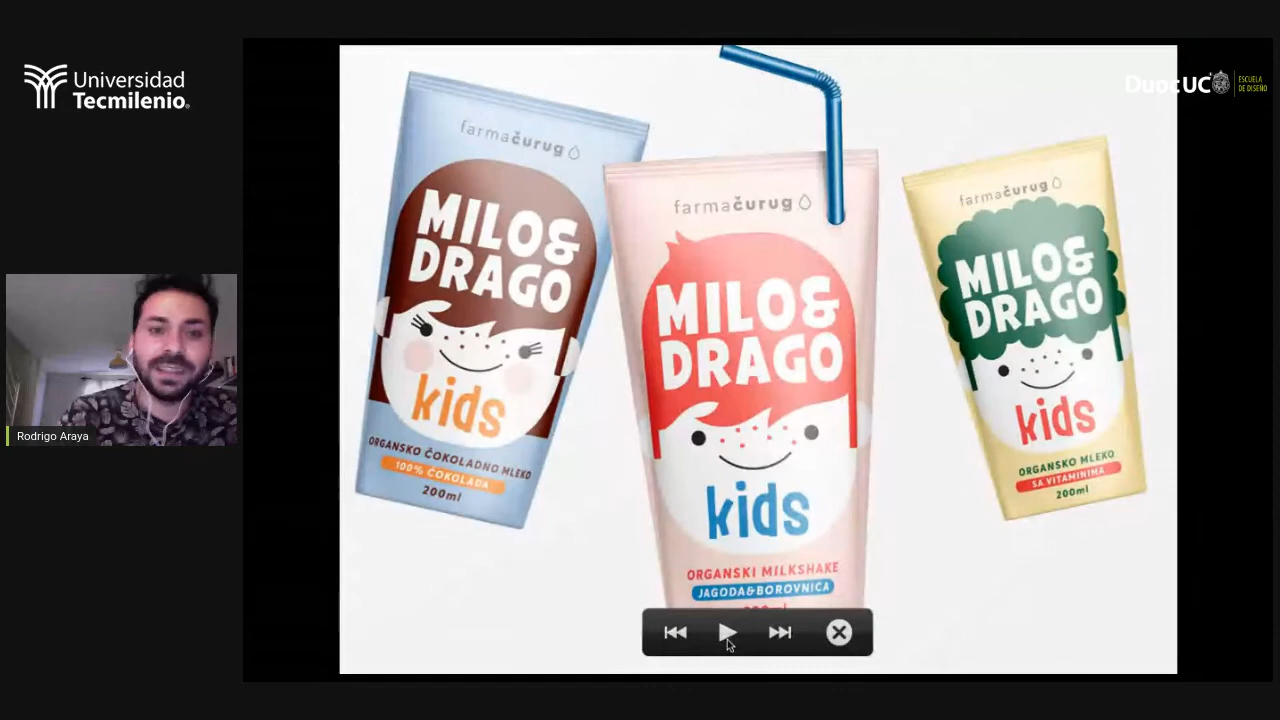 Universidad
Tecmilenio
DuocUC
ESCUELA
DE DISEÑO
Rodrigo Araya
farmačurug
MILO&
DRAGO
kids
ORGANSKO ČOKOLADNO MLEKO
100% ČOKOLADA
200ml
farmačurug
MILO&
DRAGO
kids
ORGANSKI MILKSHAKE
JAGODA&BOROVNICA
farmačurug
MILO&
DRAGO
kids
ORGANSKO MLEKO
SA VITAMINIMA
200ml